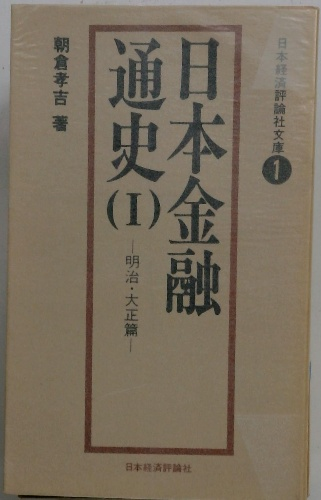 日本経済評論社文庫1
日本金融
通史(I)
—明治・大正篇—
朝倉孝吉 著
日本経済評論社